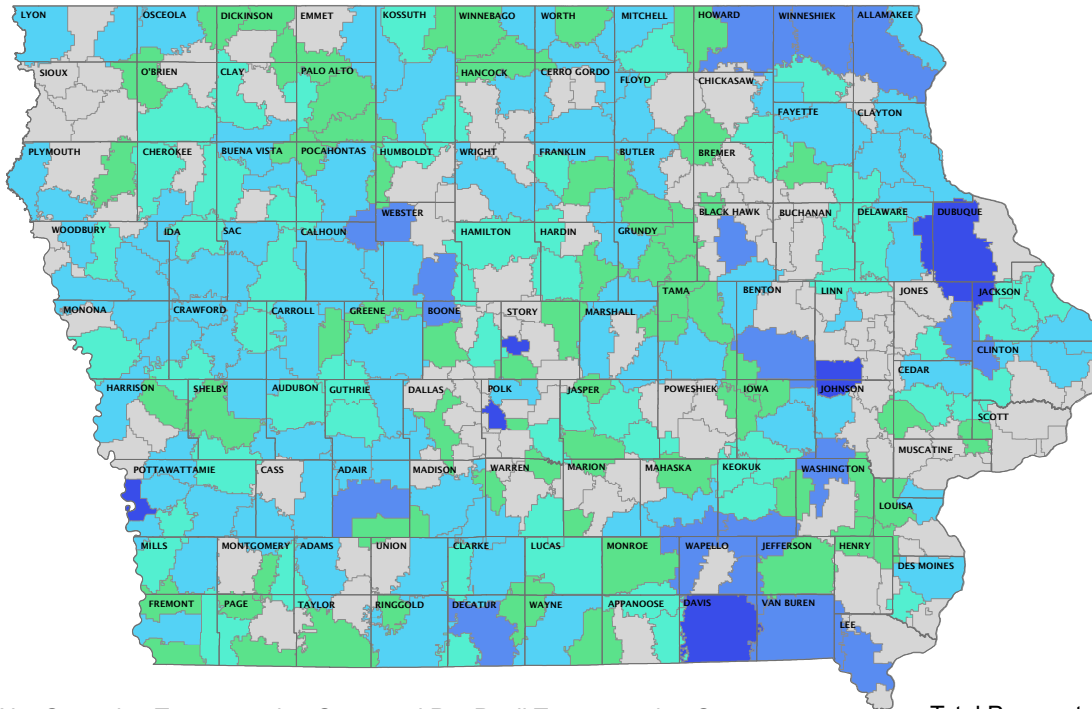 LYON OSCEOLA DICKINSON EMMET KOSSUTH WINNEBAGO WORTH MITCHELL HOWARD WINNESHIEK ALLAMAKEE
SIOUX O'BRIEN CLAY PALO ALTO HANCOCK CERRO GORDO FLOYD CHICKASAW
FAYETTE CLAYTON
PLYMOUTH CHEROKEE BUENA VISTA POCAHONTAS HUMBOLDT WRIGHT FRANKLIN BUTLER BREMER
WEBSTER BLACK HAWK BUCHANAN DELAWARE DUBUQUE
WOODBURY IDA SAC CALHOUN HAMILTON HARDIN GRUNDY
TAMA BENTON LINN JONES JACKSON
MONONA CRAWFORD CARROLL GREENE BOONE STORY MARSHALL
CLINTON
CEDAR
HARRISON SHELBY AUDUBON GUTHRIE DALLAS POLK JASPER POWESHIEK IOWA JOHNSON
SCOTT
MUSCATINE
POTTAWATTAMIE CASS ADAIR MADISON WARREN MARION MAHASKA KEOKUK WASHINGTON
LOUISA
MILLS MONTGOMERY ADAMS UNION CLARKE LUCAS MONROE WAPELLO JEFFERSON HENRY
DES MOINES
FREMONT PAGE TAYLOR RINGGOLD DECATUR WAYNE APPANOOSE DAVIS VAN BUREN
LEE